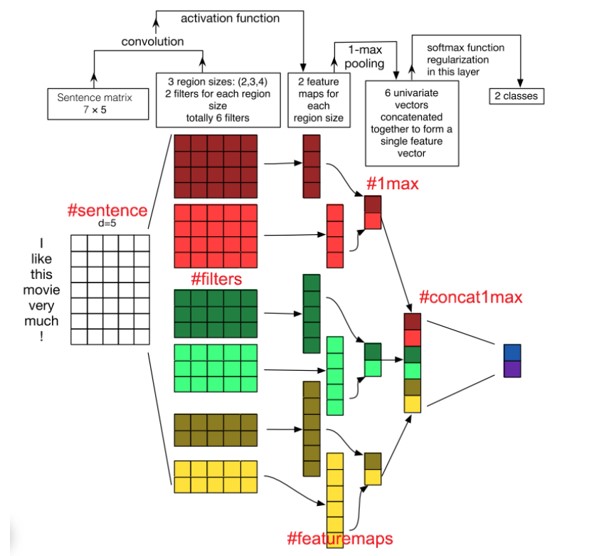 activation function
convolution
1-max
pooling
softmax function
regularization
in this layer
Sentence matrix
7 × 5
3 region sizes: (2,3,4)
2 filters for each region
size
totally 6 filters
2 feature
maps for
each
region size
6 univariate
vectors
concatenated
together to form a
single feature
vector
2 classes
#sentence
d=5
I
like
this
movie
very
much
!
#filters
#1max
#concat1max
#featuremaps